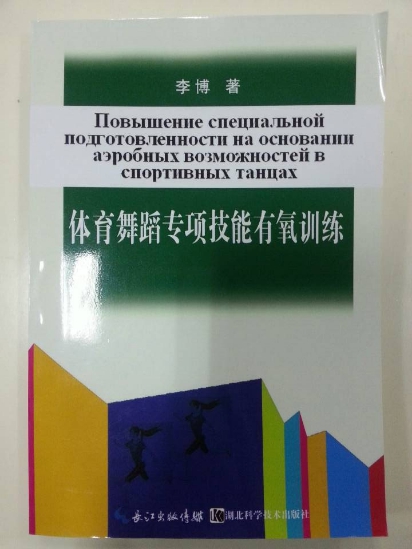 李博 著
Повышение специальной
подготовленности на основании
аэробных возможностей в
спортивных танцах
体育舞蹈专项技能有氧训练
长江出版传媒 湖北科学技术出版社